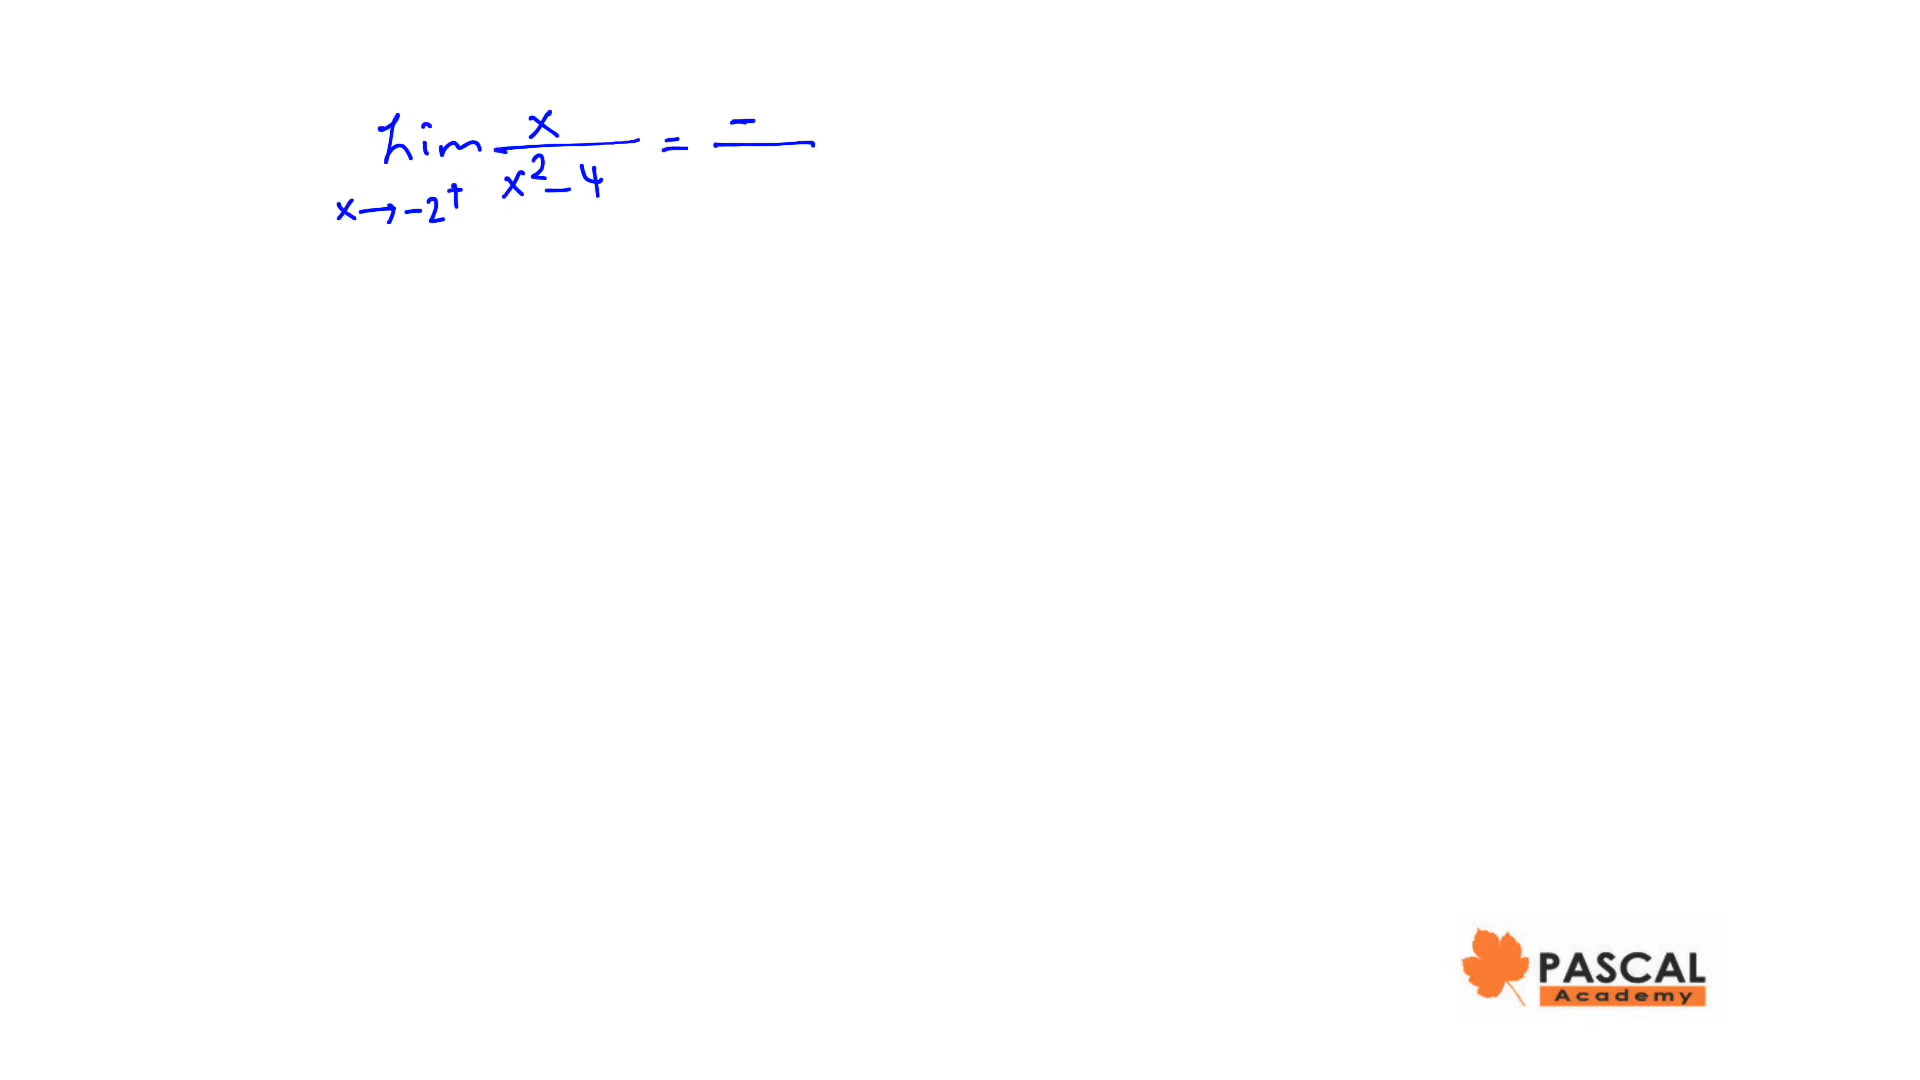 lim x/(x²-4) = -/
x→-2⁺
PASCAL
Academy